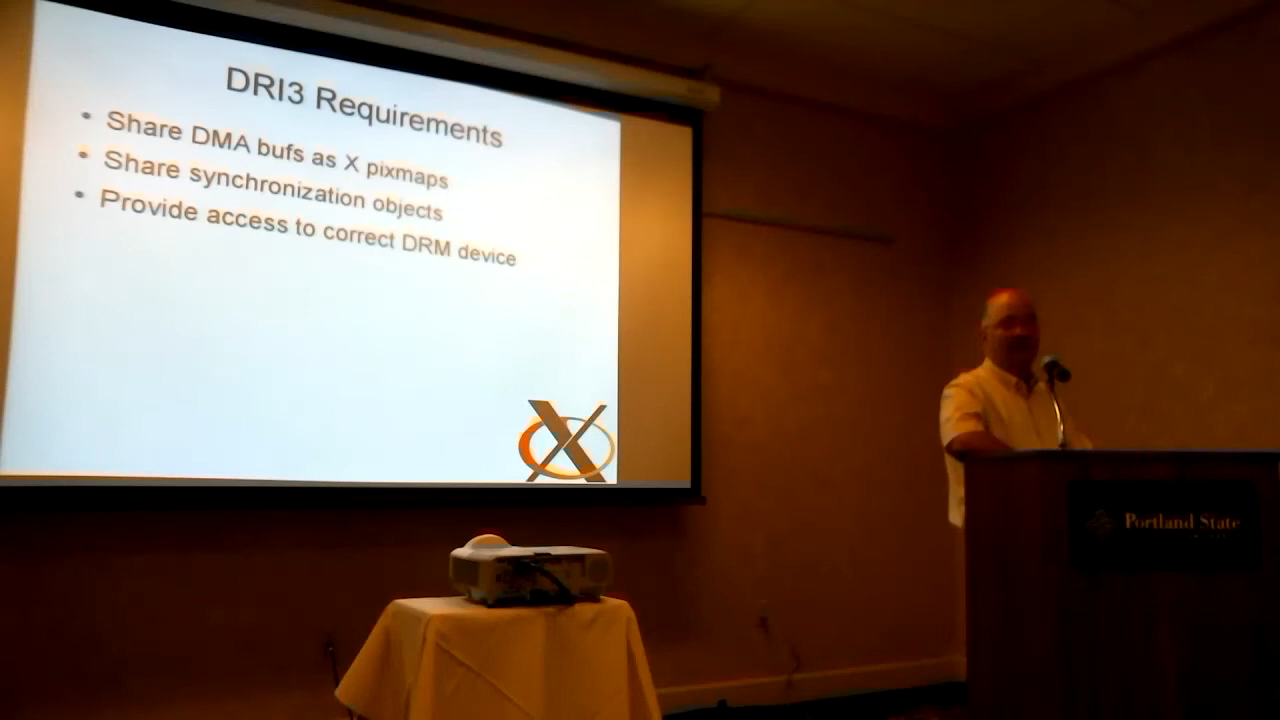 DRI3 Requirements
• Share DMA bufs as X pixmaps
• Share synchronization objects
• Provide access to correct DRM device
X
Portland State